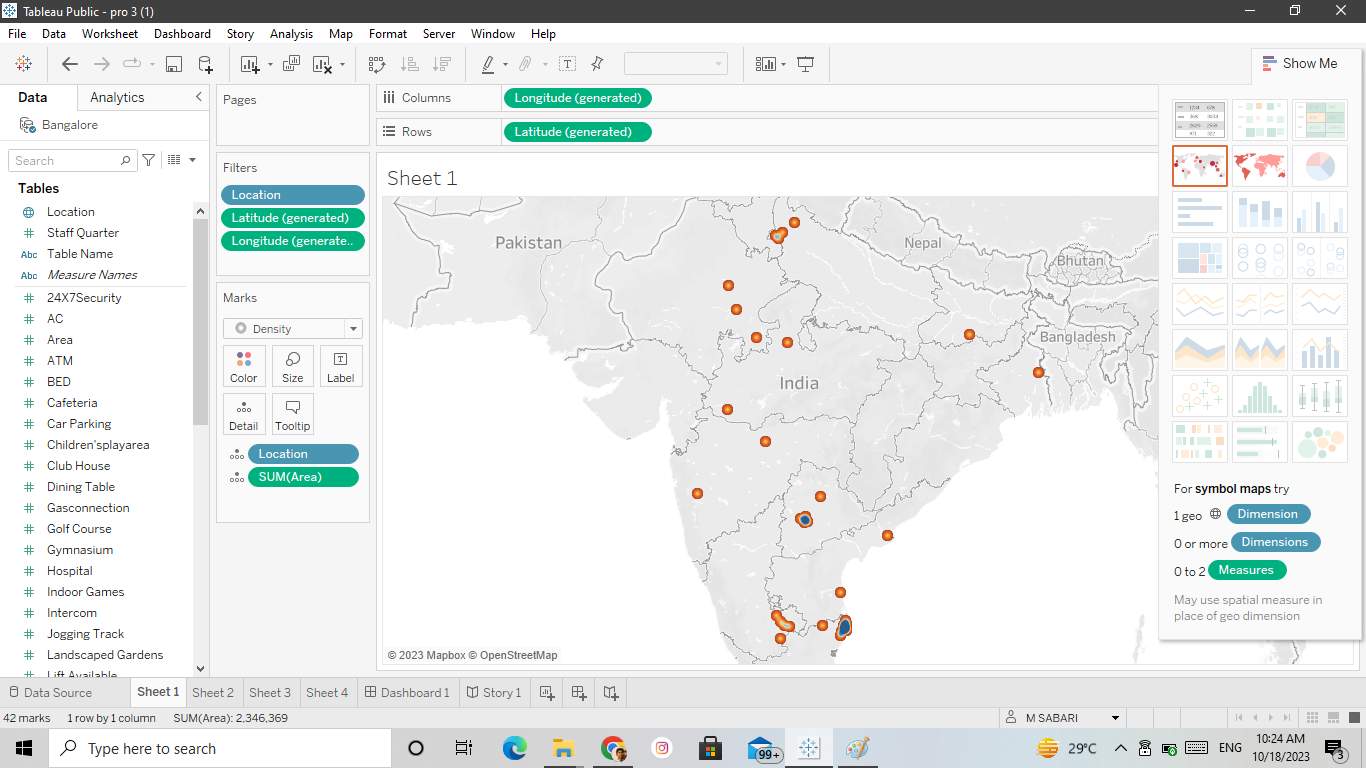 Tableau Public - pro 3 (1)
File Data Worksheet Dashboard Story Analysis Map Format Server Window Help
Show Me
Data Analytics
Bangalore
Search
Tables
Location
Staff Quarter
Abc Table Name
Abc Measure Names
24X7Security
AC
Area
ATM
BED
Cafeteria
Car Parking
Children'splayarea
Club House
Dining Table
Gasconnection
Golf Course
Gymnasium
Hospital
Indoor Games
Intercom
Jogging Track
Landscaped Gardens
Lift Available
Pages
Filters
Location
Latitude (generated)
Longitude (generate..
Marks
Density
Color Size Label
Detail Tooltip
Location
SUM(Area)
Columns Longitude (generated)
Rows Latitude (generated)
Sheet 1
Pakistan
Nepal
Bhutan
Bangladesh
India
© 2023 Mapbox © OpenStreetMap
For symbol maps try
1 geo Dimension
0 or more Dimensions
0 to 2 Measures
May use spatial measure in
place of geo dimension
Data Source Sheet 1 Sheet 2 Sheet 3 Sheet 4 Dashboard 1 Story 1
42 marks 1 row by 1 column SUM(Area): 2,346,369 M SABARI
Type here to search
99+
29°C
ENG
10:24 AM
10/18/2023
3